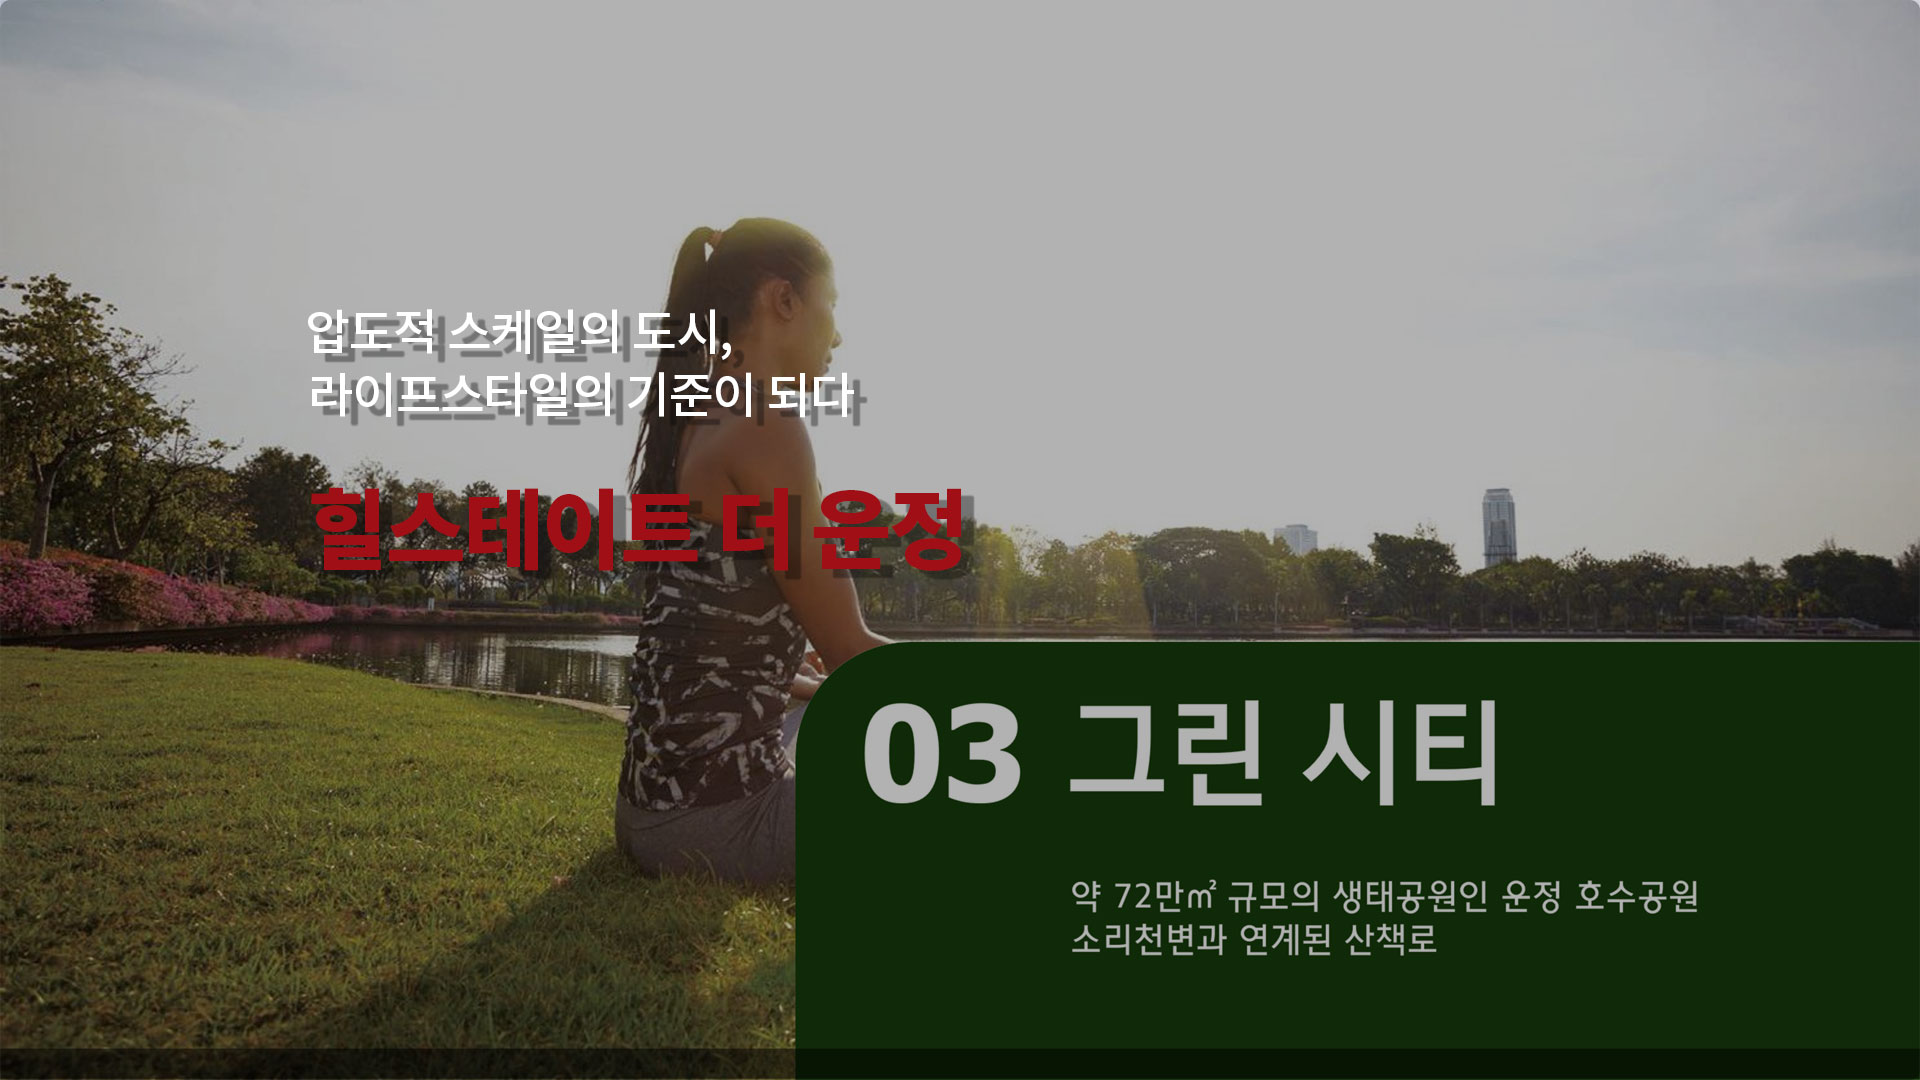 압도적 스케일의 도시,
라이프스타일의 기준이 되다
힐스테이트 더 운정
03 그린 시티
약 72만㎡ 규모의 생태공원인 운정 호수공원
소리천변과 연계된 산책로